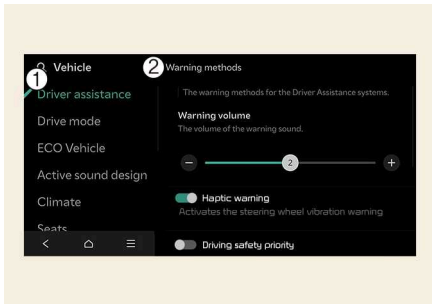 Vehicle
1
Driver assistance
Drive mode
ECO Vehicle
Active sound design
Climate
Seats
2 Warning methods
The warning methods for the Driver Assistance systems.
Warning volume
The volume of the warning sound.
2
Haptic warning
Activates the steering wheel vibration warning
Driving safety priority